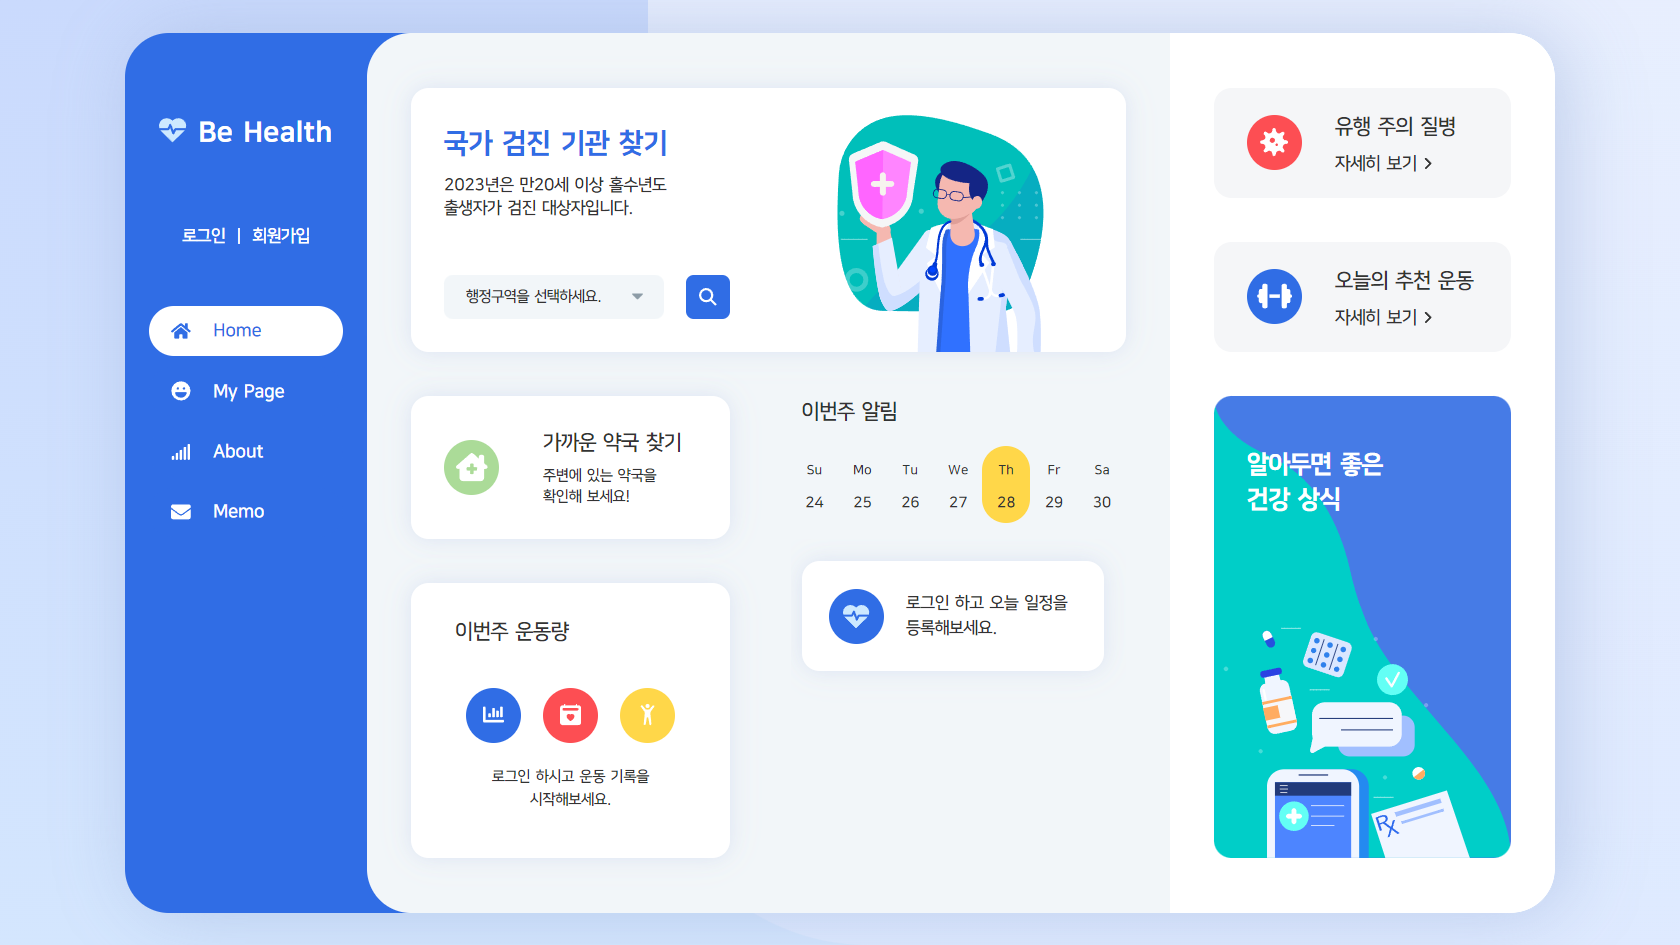 Be Health
로그인 | 회원가입
Home
My Page
About
Memo
국가 검진 기관 찾기
2023년은 만20세 이상 홀수년도
출생자가 검진 대상자입니다.
행정구역을 선택하세요.
가까운 약국 찾기
주변에 있는 약국을
확인해 보세요!
이번주 운동량
로그인 하시고 운동 기록을
시작해보세요.
이번주 알림
Su Mo Tu We Th Fr Sa
24 25 26 27 28 29 30
로그인 하고 오늘 일정을
등록해보세요.
유행 주의 질병
자세히 보기
오늘의 추천 운동
자세히 보기
알아두면 좋은
건강 상식
Rx